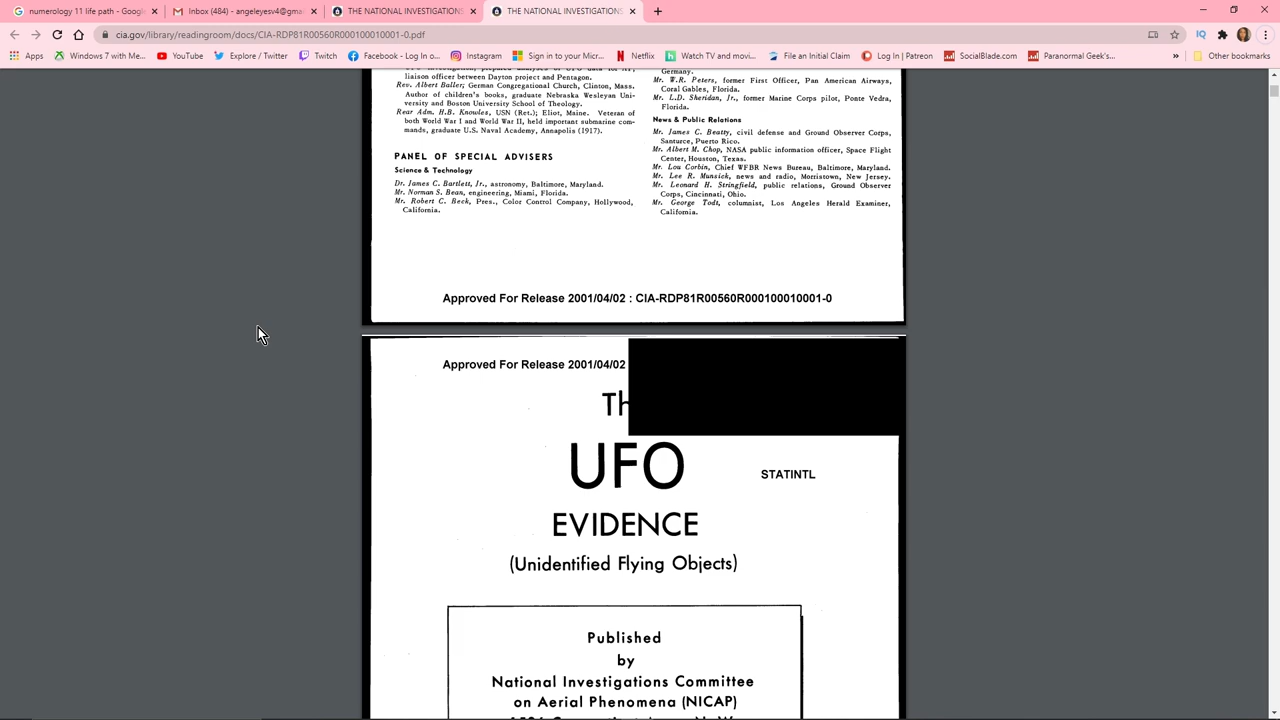 numerology 11 life path - Google
Inbox (484) - angeleyesv4@gmai
THE NATIONAL INVESTIGATIONS
THE NATIONAL INVESTIGATIONS
cia.gov/library/readingroom/docs/CIA-RDP81R00560R000100010001-0.pdf
Apps
Windows 7 with Me...
YouTube
Explore / Twitter
Watch TV Shows O...
Facebook - Log In o...
Instagram
Sign in to your Micr...
Netflix
Watch TV and movi...
File an Initial Claim
Log In | Patreon
SocialBlade.com
Paranormal Geek's...
»
Other bookmarks
liaison officer between Dayton project and Pentagon.
Rev. Albert Baller; German Congregational Church, Clinton, Mass.
Author of children's books, graduate Nebraska Wesleyan Uni-
versity and Boston University School of Theology.
Rear Adm. H.B. Knowles, USN (Ret.); Eliot, Maine. Veteran of
both World War I and World War II, held important submarine com-
mands, graduate U.S. Naval Academy, Annapolis (1917).
PANEL OF SPECIAL ADVISERS
Science & Technology
Dr. James C. Bartlett, Jr., astronomy, Baltimore, Maryland.
Mr. Norman S. Bean, engineering, Miami, Florida.
Mr. Robert C. Beck, Pres., Color Control Company, Hollywood,
California.
Germany.
Mr. W.R. Peters, former First Officer, Pan American Airways,
Coral Gables, Florida.
Mr. L.D. Sheridan, Jr., former Marine Corps pilot, Ponte Vedra,
Florida.
News & Public Relations
Mr. James C. Beatty, civil defense and Ground Observer Corps,
Santurce, Puerto Rico.
Mr. Albert M. Chop, NASA public information officer, Space Flight
Center, Houston, Texas.
Mr. Lou Corbin, Chief WFBR News Bureau, Baltimore, Maryland.
Mr. Lee R. Munsick, news and radio, Morristown, New Jersey.
Mr. Leonard H. Stringfield, public relations, Ground Observer
Corps, Cincinnati, Ohio.
Mr. George Todt, columnist, Los Angeles Herald Examiner,
California.
Approved For Release 2001/04/02 : CIA-RDP81R00560R000100010001-0
Approved For Release 2001/04/02
Th
UFO
STATINTL
EVIDENCE
(Unidentified Flying Objects)
Published
by
National Investigations Committee
on Aerial Phenomena (NICAP)